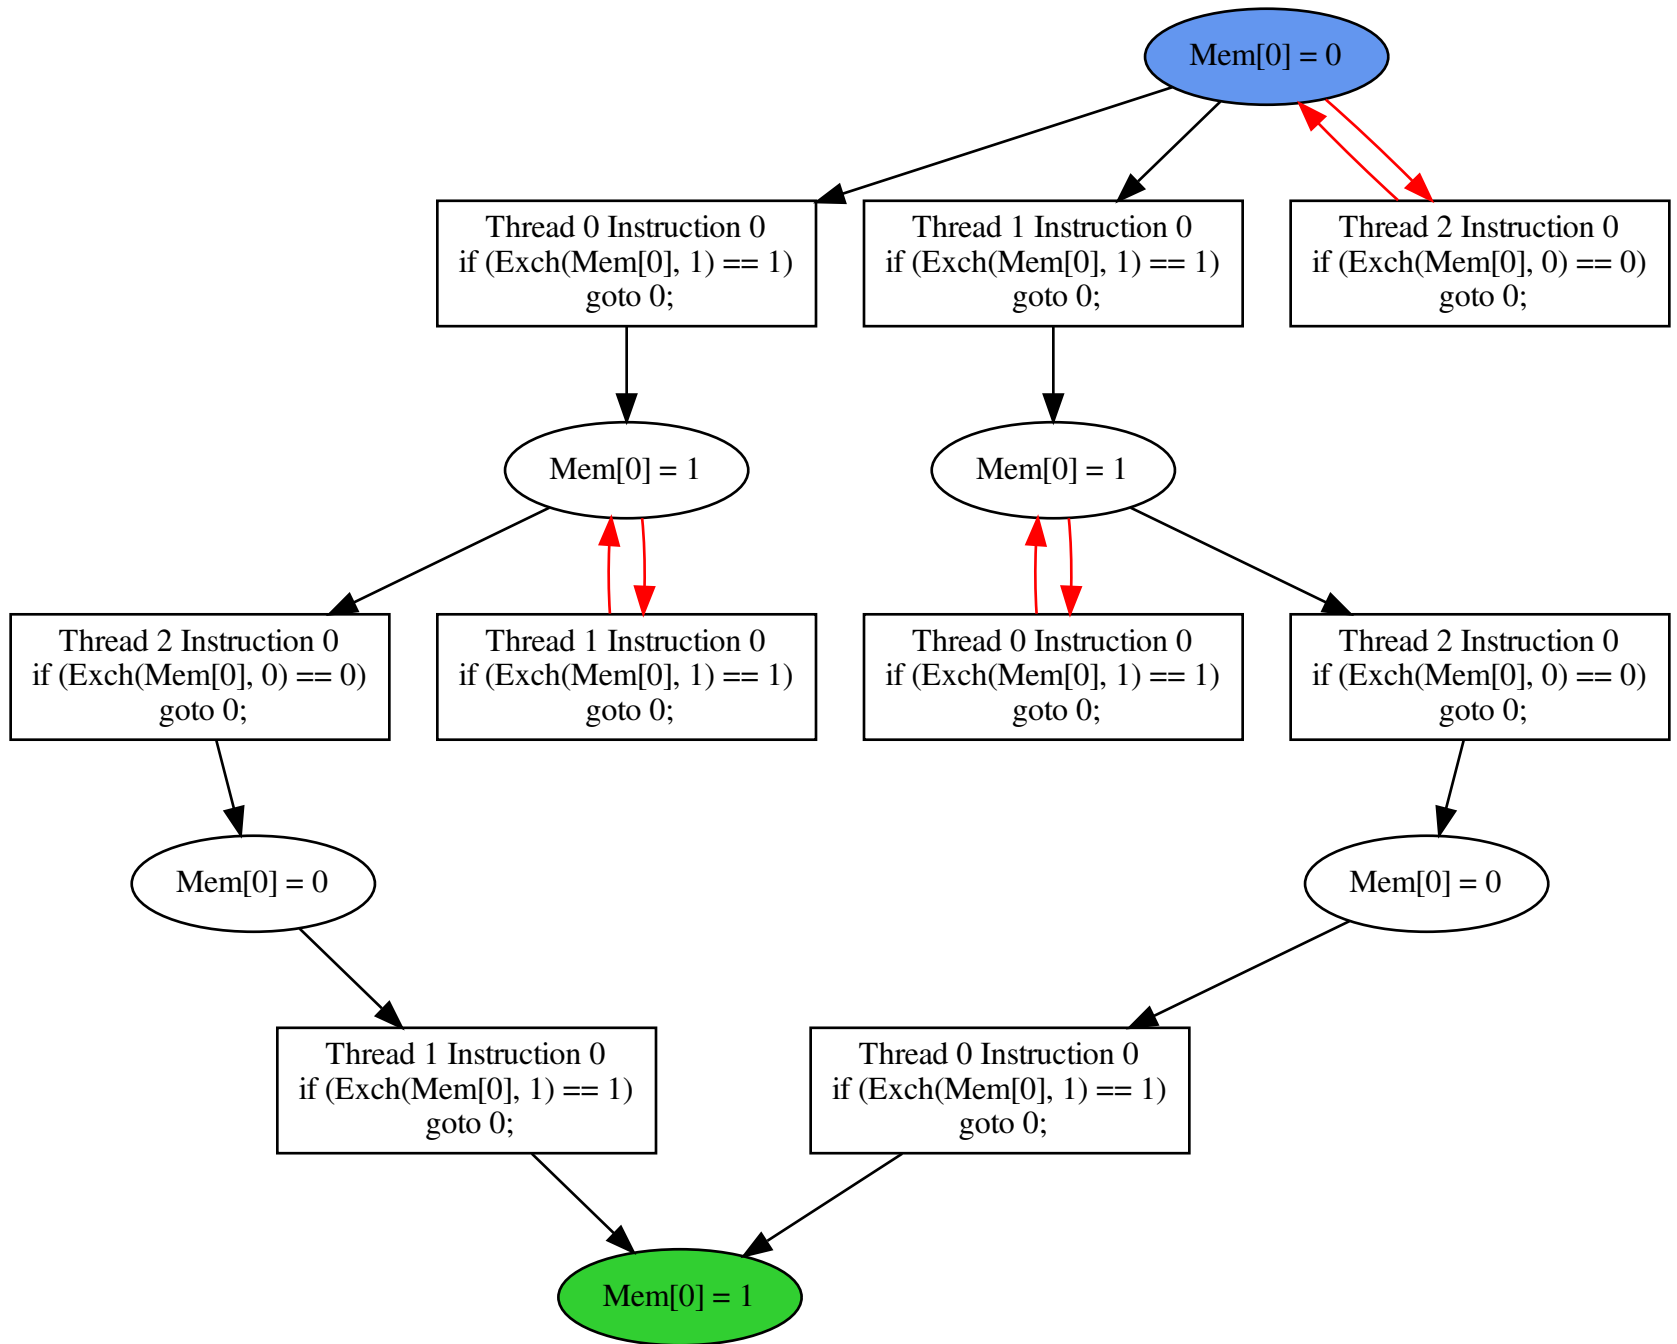 Mem[0] = 0
Thread 0 Instruction 0
if (Exch(Mem[0], 1) == 1)
goto 0;
Thread 1 Instruction 0
if (Exch(Mem[0], 1) == 1)
goto 0;
Thread 2 Instruction 0
if (Exch(Mem[0], 0) == 0)
goto 0;
Mem[0] = 1
Mem[0] = 1
Thread 2 Instruction 0
if (Exch(Mem[0], 0) == 0)
goto 0;
Thread 1 Instruction 0
if (Exch(Mem[0], 1) == 1)
goto 0;
Thread 0 Instruction 0
if (Exch(Mem[0], 1) == 1)
goto 0;
Thread 2 Instruction 0
if (Exch(Mem[0], 0) == 0)
goto 0;
Mem[0] = 0
Mem[0] = 0
Thread 1 Instruction 0
if (Exch(Mem[0], 1) == 1)
goto 0;
Thread 0 Instruction 0
if (Exch(Mem[0], 1) == 1)
goto 0;
Mem[0] = 1